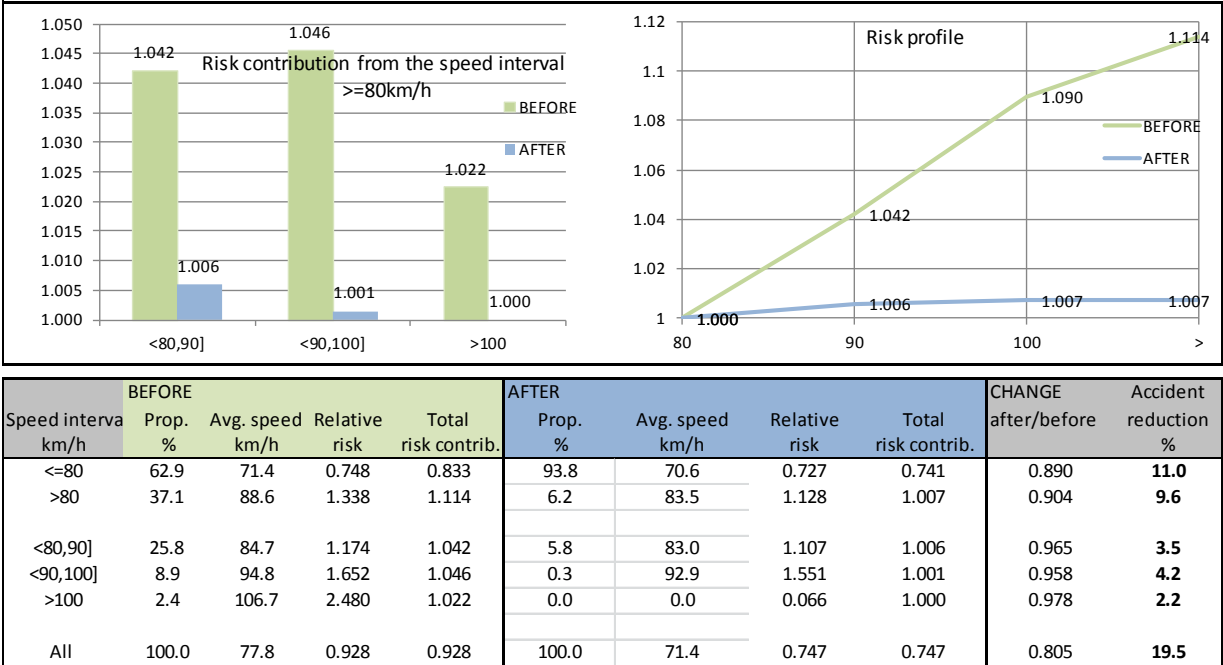 1.050
1.045
1.040
1.035
1.030
1.025
1.020
1.015
1.010
1.005
1.000
1.042
1.046
Risk contribution from the speed interval
>=80km/h
BEFORE
AFTER
1.022
1.006
1.001
1.000
<80,90]
<90,100]
>100
1.12
1.1
1.08
1.06
1.04
1.02
1
Risk profile
1.114
1.090
BEFORE
AFTER
1.042
1.000
1.000
1.006
1.007
1.007
80
90
100
>
BEFORE AFTER CHANGE Accident
Speed interva Prop. Avg. speed Relative Total Prop. Avg. speed Relative Total after/before reduction
km/h % km/h risk risk contrib. % km/h risk risk contrib. %
<=80 62.9 71.4 0.748 0.833 93.8 70.6 0.727 0.741 0.890 11.0
>80 37.1 88.6 1.338 1.114 6.2 83.5 1.128 1.007 0.904 9.6
<80,90] 25.8 84.7 1.174 1.042 5.8 83.0 1.107 1.006 0.965 3.5
<90,100] 8.9 94.8 1.652 1.046 0.3 92.9 1.551 1.001 0.958 4.2
>100 2.4 106.7 2.480 1.022 0.0 0.0 0.066 1.000 0.978 2.2
All 100.0 77.8 0.928 0.928 100.0 71.4 0.747 0.747 0.805 19.5